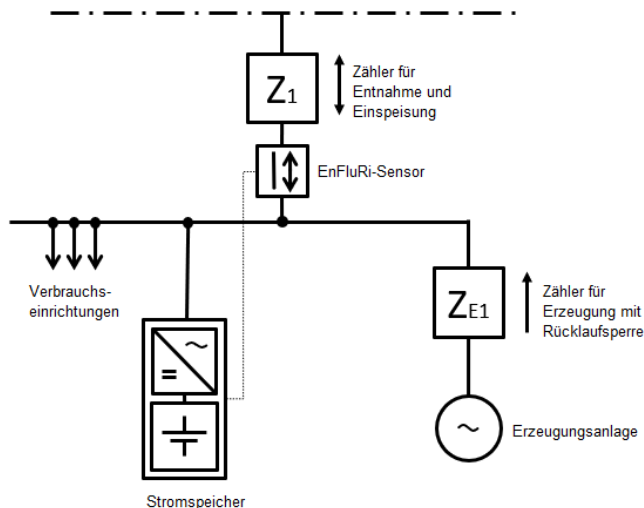 Z1
Zähler für
Entnahme und
Einspeisung
EnFluRi-Sensor
Verbrauchs-
einrichtungen
ZE1
Zähler für
Erzeugung mit
Rücklaufsperre
Erzeugungsanlage
Stromspeicher